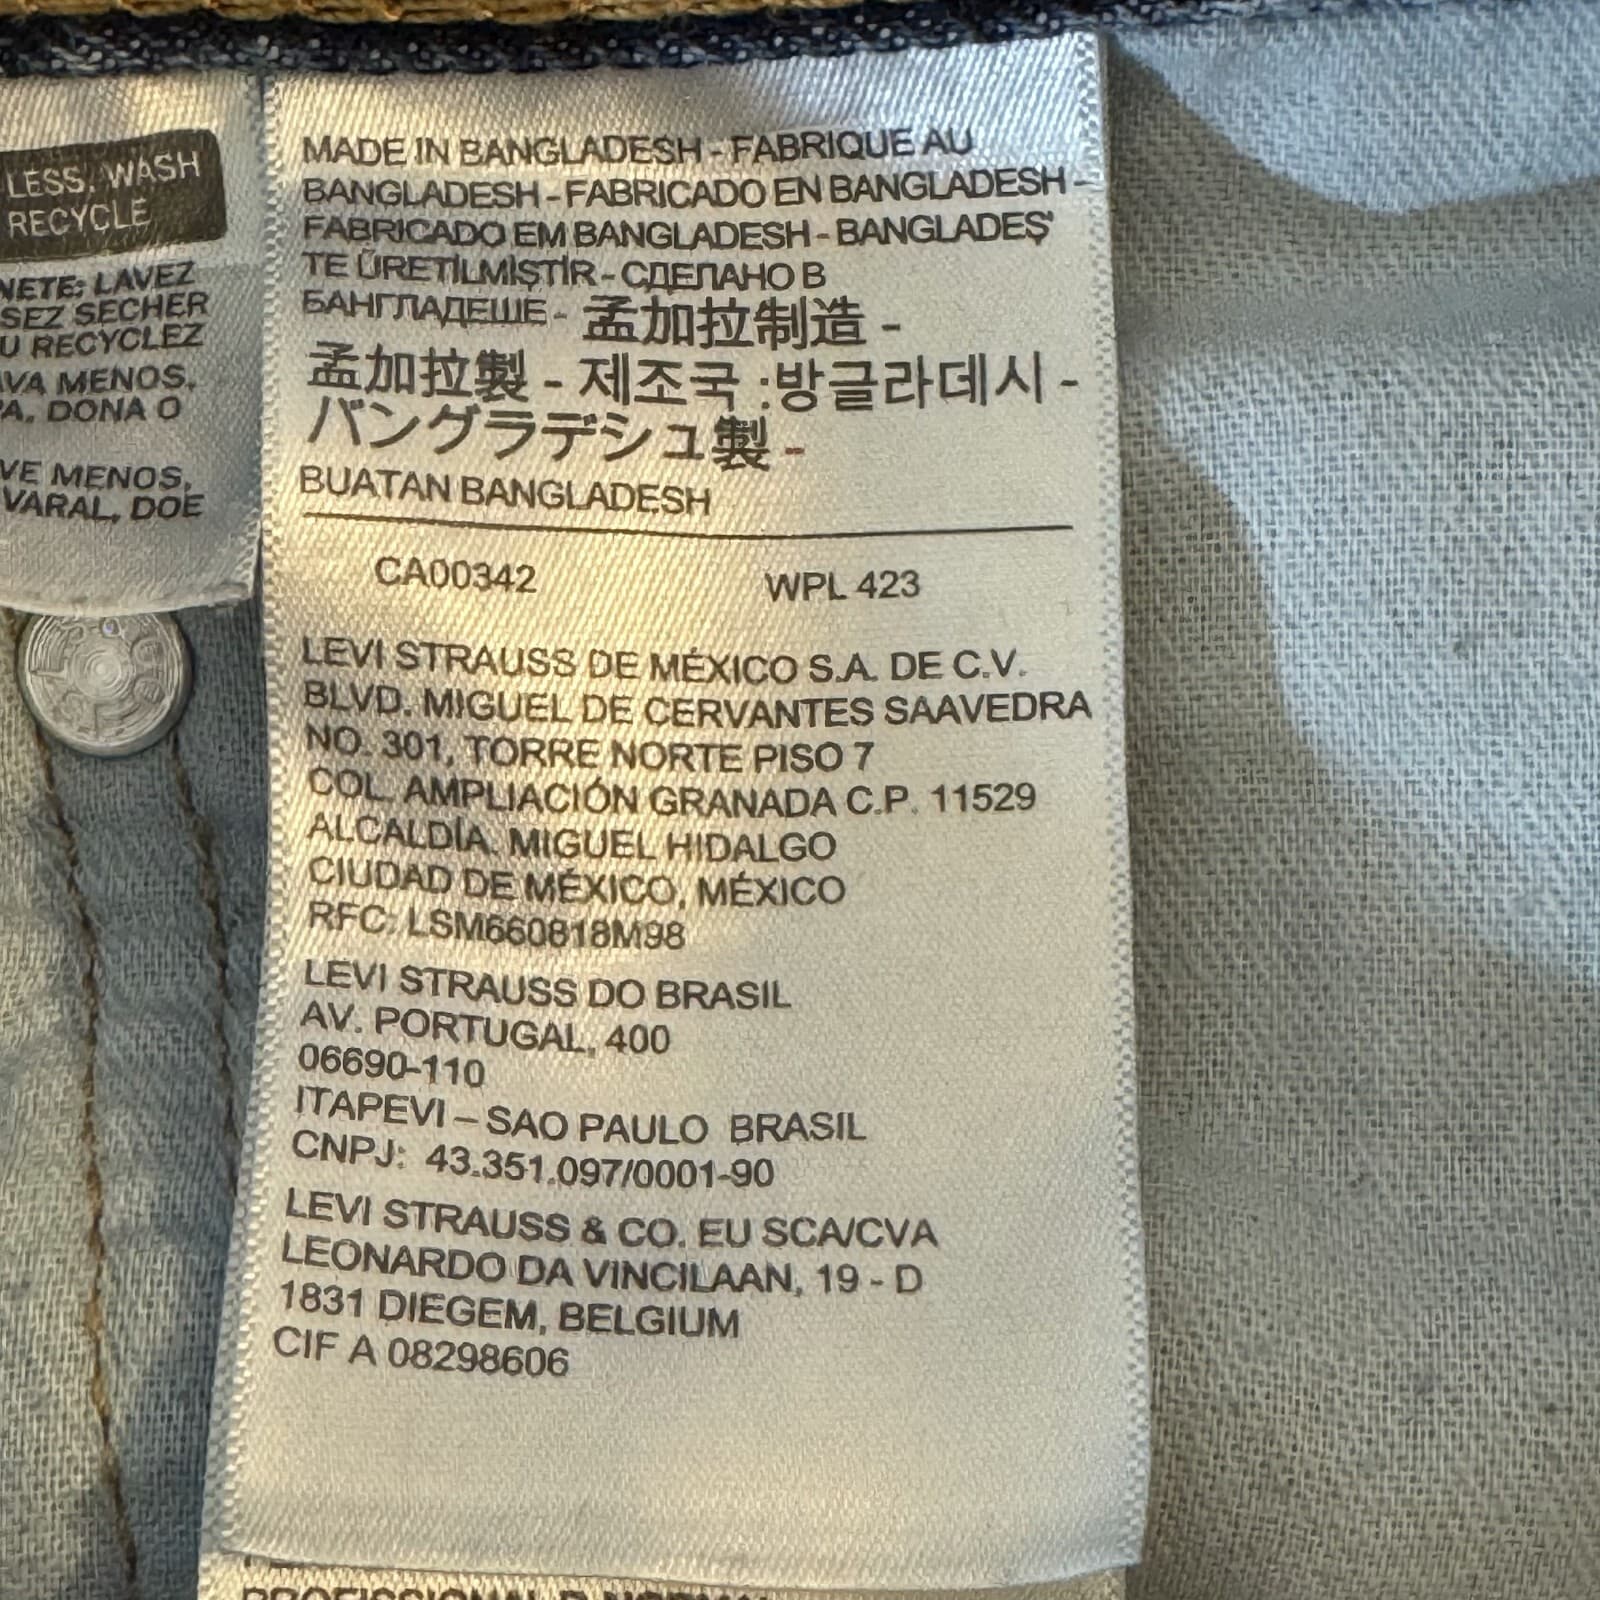 LESS, WASH
RECYCLE
NETE: LAVEZ
SEZ SECHER
U RECYCLEZ
VA MENOS,
A, DONA O
VE MENOS,
VARAL, DOE
MADE IN BANGLADESH - FABRIQUE AU
BANGLADESH - FABRICADO EN BANGLADESH -
FABRICADO EM BANGLADESH - BANGLADEŞ'
TE ÜRETİLMİŞTİR - СДЕЛАНО В
БАНГЛАДЕШЕ - 孟加拉制造 -
孟加拉製 - 제조국 :방글라데시 -
バングラデシュ製 -
BUATAN BANGLADESH
CA00342 WPL 423
LEVI STRAUSS DE MÉXICO S.A. DE C.V.
BLVD. MIGUEL DE CERVANTES SAAVEDRA
NO. 301, TORRE NORTE PISO 7
COL. AMPLIACIÓN GRANADA C.P. 11529
ALCALDÍA. MIGUEL HIDALGO
CIUDAD DE MÉXICO, MÉXICO
RFC: LSM660818M98
LEVI STRAUSS DO BRASIL
AV. PORTUGAL, 400
06690-110
ITAPEVI – SAO PAULO BRASIL
CNPJ: 43.351.097/0001-90
LEVI STRAUSS & CO. EU SCA/CVA
LEONARDO DA VINCILAAN, 19 - D
1831 DIEGEM, BELGIUM
CIF A 08298606